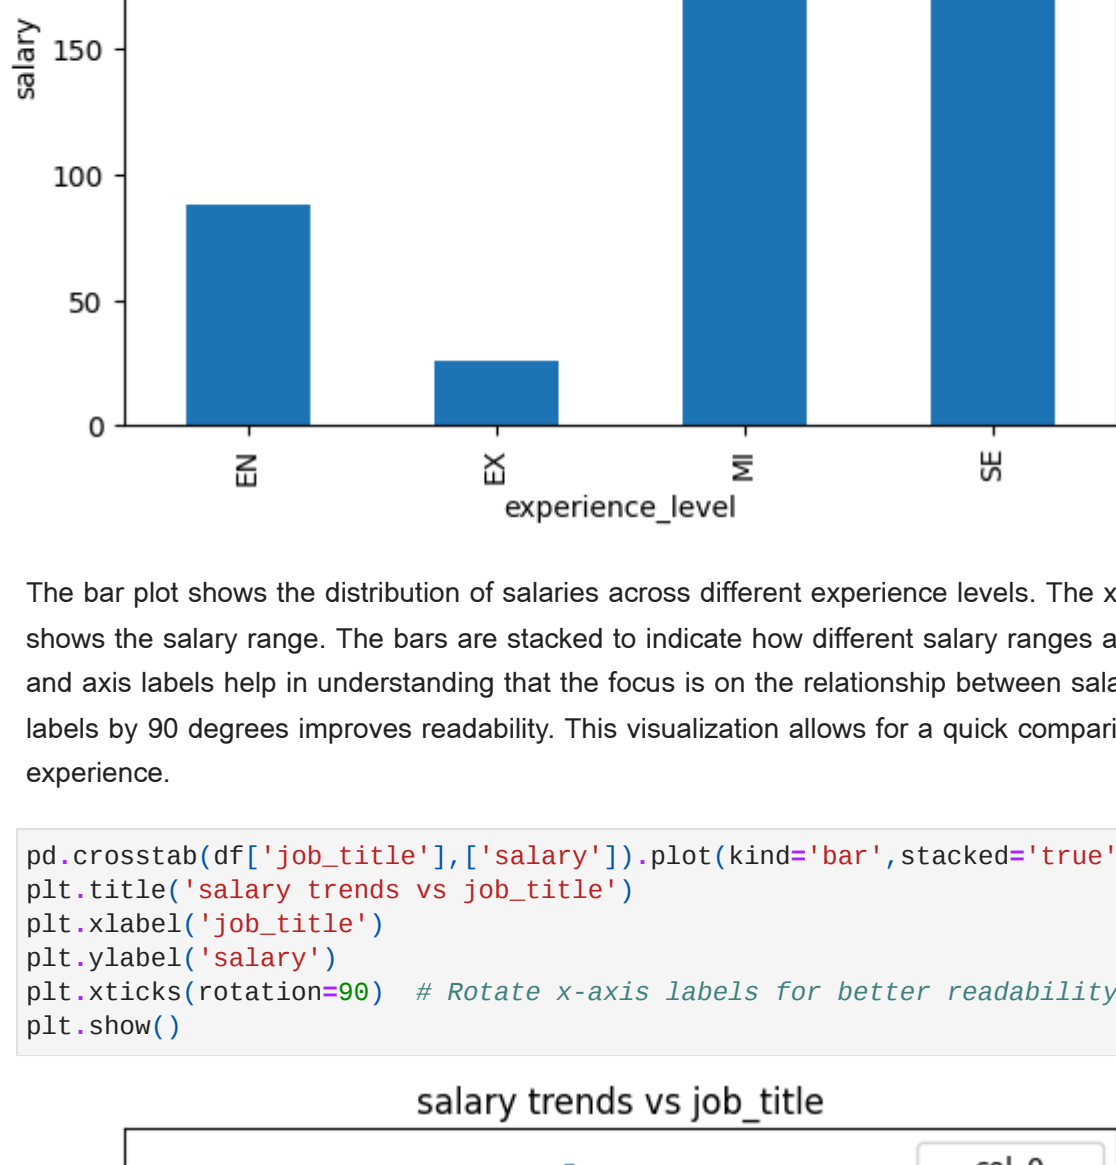 salary
150
100
50
0
EN
EX
MI
SE
experience_level
The bar plot shows the distribution of salaries across different experience levels. The x
shows the salary range. The bars are stacked to indicate how different salary ranges a
and axis labels help in understanding that the focus is on the relationship between sala
labels by 90 degrees improves readability. This visualization allows for a quick compari
experience.
pd.crosstab(df['job_title'],['salary']).plot(kind='bar',stacked='true'
plt.title('salary trends vs job_title')
plt.xlabel('job_title')
plt.ylabel('salary')
plt.xticks(rotation=90)  # Rotate x-axis labels for better readability
plt.show()
salary trends vs job_title